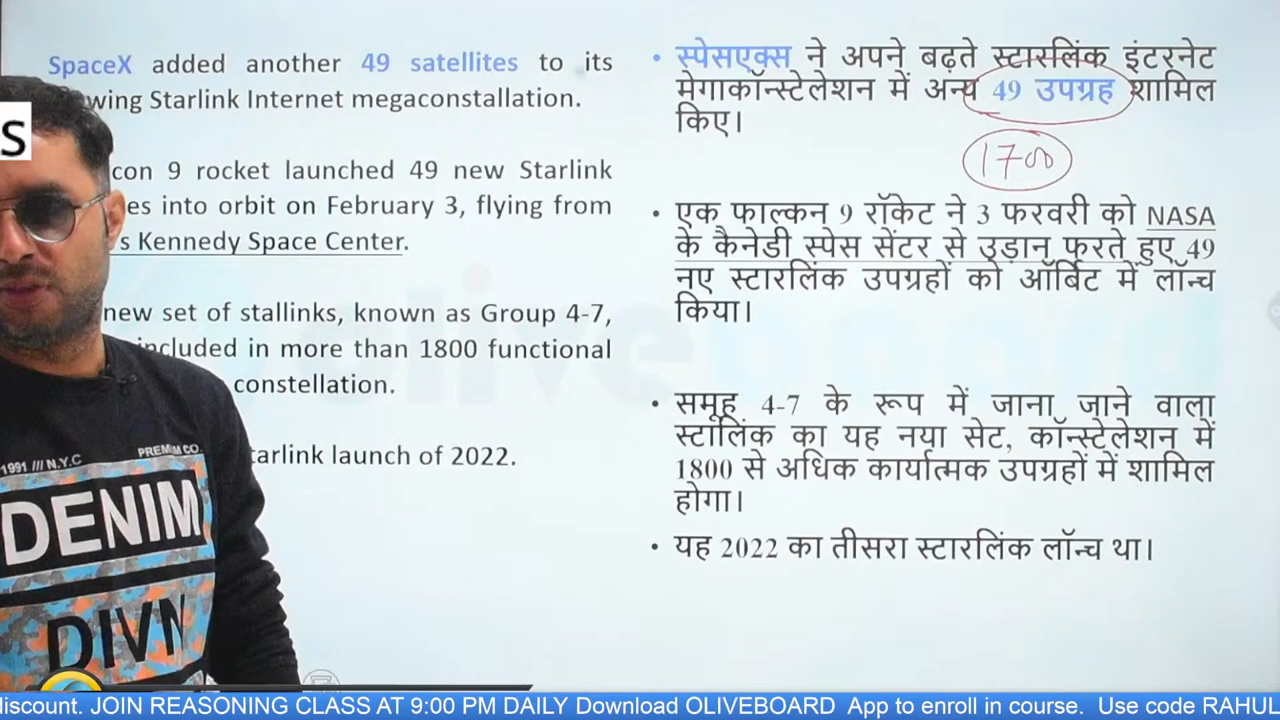 SpaceX added another 49 satellites to its
wing Starlink Internet megaconstallation.
con 9 rocket launched 49 new Starlink
es into orbit on February 3, flying from
s Kennedy Space Center.
new set of stallinks, known as Group 4-7,
included in more than 1800 functional
constellation.
tarlink launch of 2022.
• स्पेसएक्स ने अपने बढ़ते स्टारलिंक इंटरनेट
मेगाकॉन्स्टेलेशन में अन्य 49 उपग्रह शामिल
किए।
1700
• एक फाल्कन 9 रॉकेट ने 3 फरवरी को NASA
के कैनेडी स्पेस सेंटर से उड़ान फरते हुए 49
नए स्टारलिंक उपग्रहों को ऑर्बिट में लॉन्च
किया।
• समूह 4-7 के रूप में जाना जाने वाला
स्टालिंक का यह नया सेट, कॉन्स्टेलेशन में
1800 से अधिक कार्यात्मक उपग्रहों में शामिल
होगा।
• यह 2022 का तीसरा स्टारलिंक लॉन्च था।
S
1991 /// N.Y.C PREMIUM CO.
DENIM
DIVN
discount. JOIN REASONING CLASS AT 9:00 PM DAILY Download OLIVEBOARD App to enroll in course. Use code RAHUL